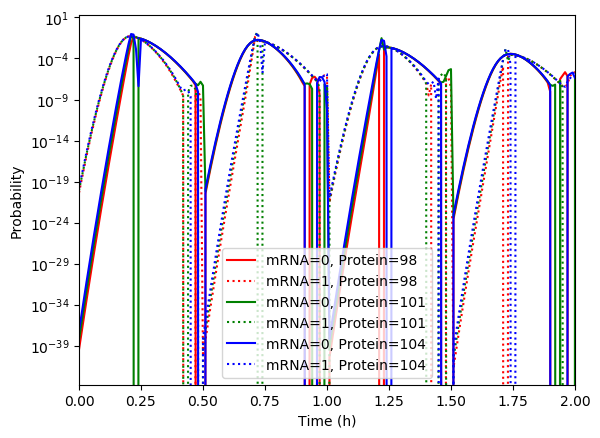 10¹
10⁻⁴
10⁻⁹
10⁻¹⁴
10⁻¹⁹
10⁻²⁴
10⁻²⁹
10⁻³⁴
10⁻³⁹
Probability
mRNA=0, Protein=98
mRNA=1, Protein=98
mRNA=0, Protein=101
mRNA=1, Protein=101
mRNA=0, Protein=104
mRNA=1, Protein=104
0.00 0.25 0.50 0.75 1.00 1.25 1.50 1.75 2.00
Time (h)